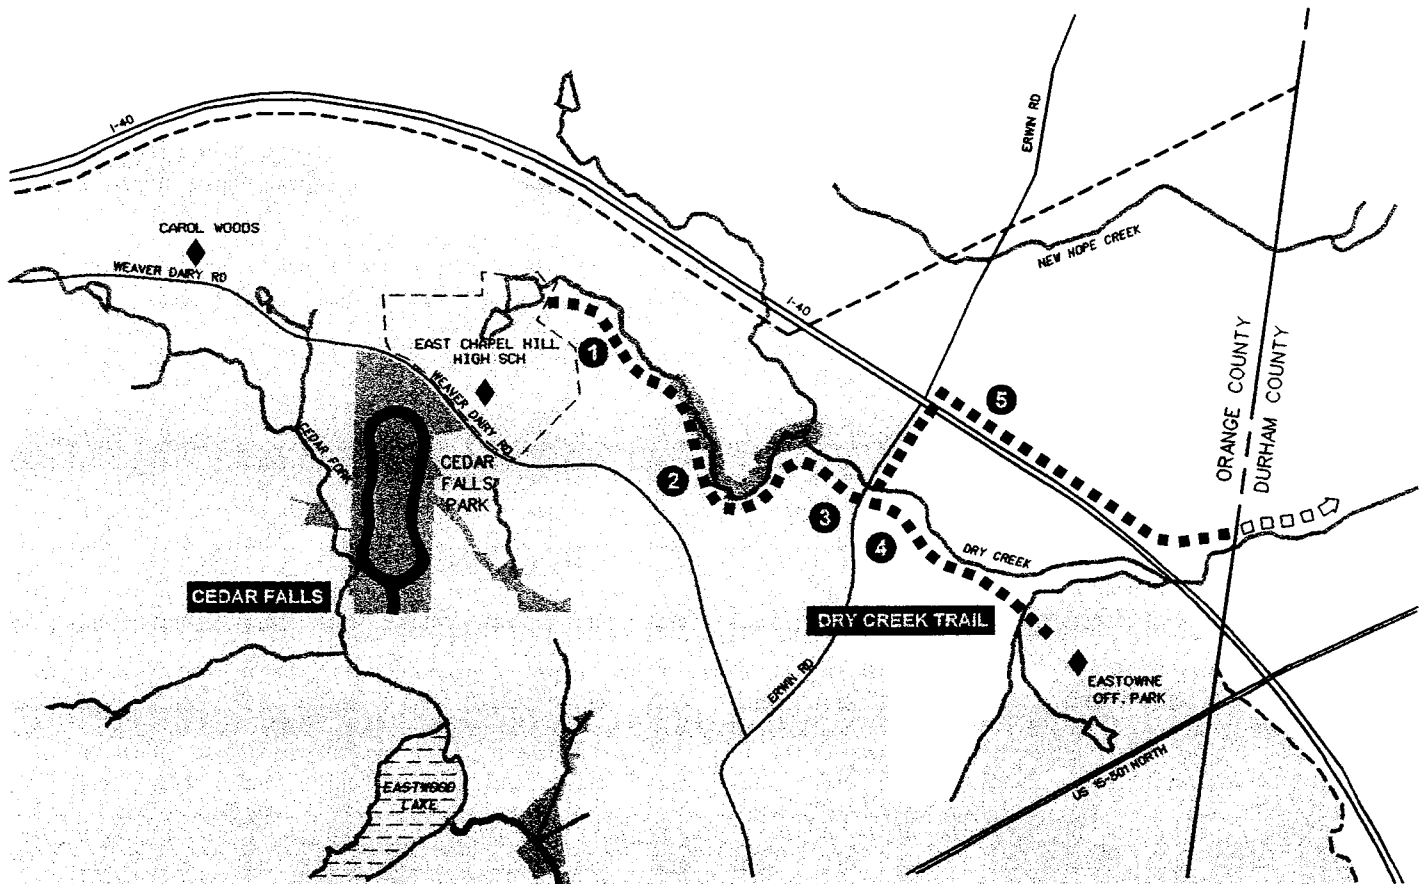 I-40
ERWIN RD
CAROL WOODS
WEAVER DAIRY RD
NEW HOPE CREEK
I-40
EAST CHAPEL HILL
HIGH SCH
1
WEAVER DAIRY RD
5
ORANGE COUNTY
DURHAM COUNTY
CEDAR FORK
CEDAR
FALLS
PARK
2
3
4
DRY CREEK
CEDAR FALLS
DRY CREEK TRAIL
ERWIN RD
EASTOWNE
OFF. PARK
US 15-501 NORTH
EASTWOOD
LAKE